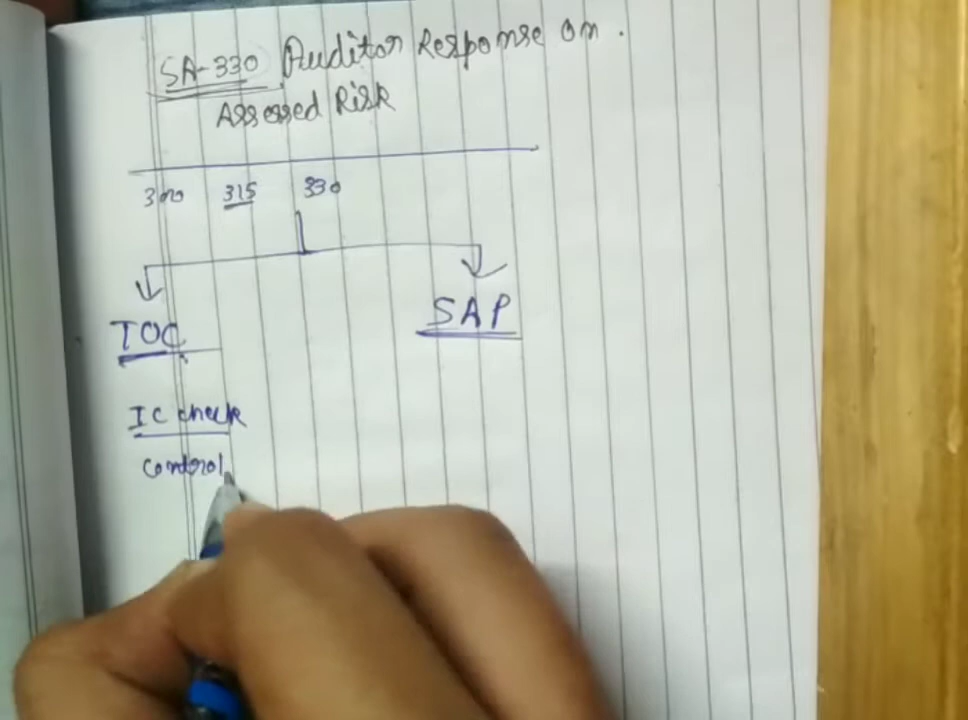 SA-330 Auditor Response on.
Assessed Risk
300 315 330
TOC SAP
IC check
control